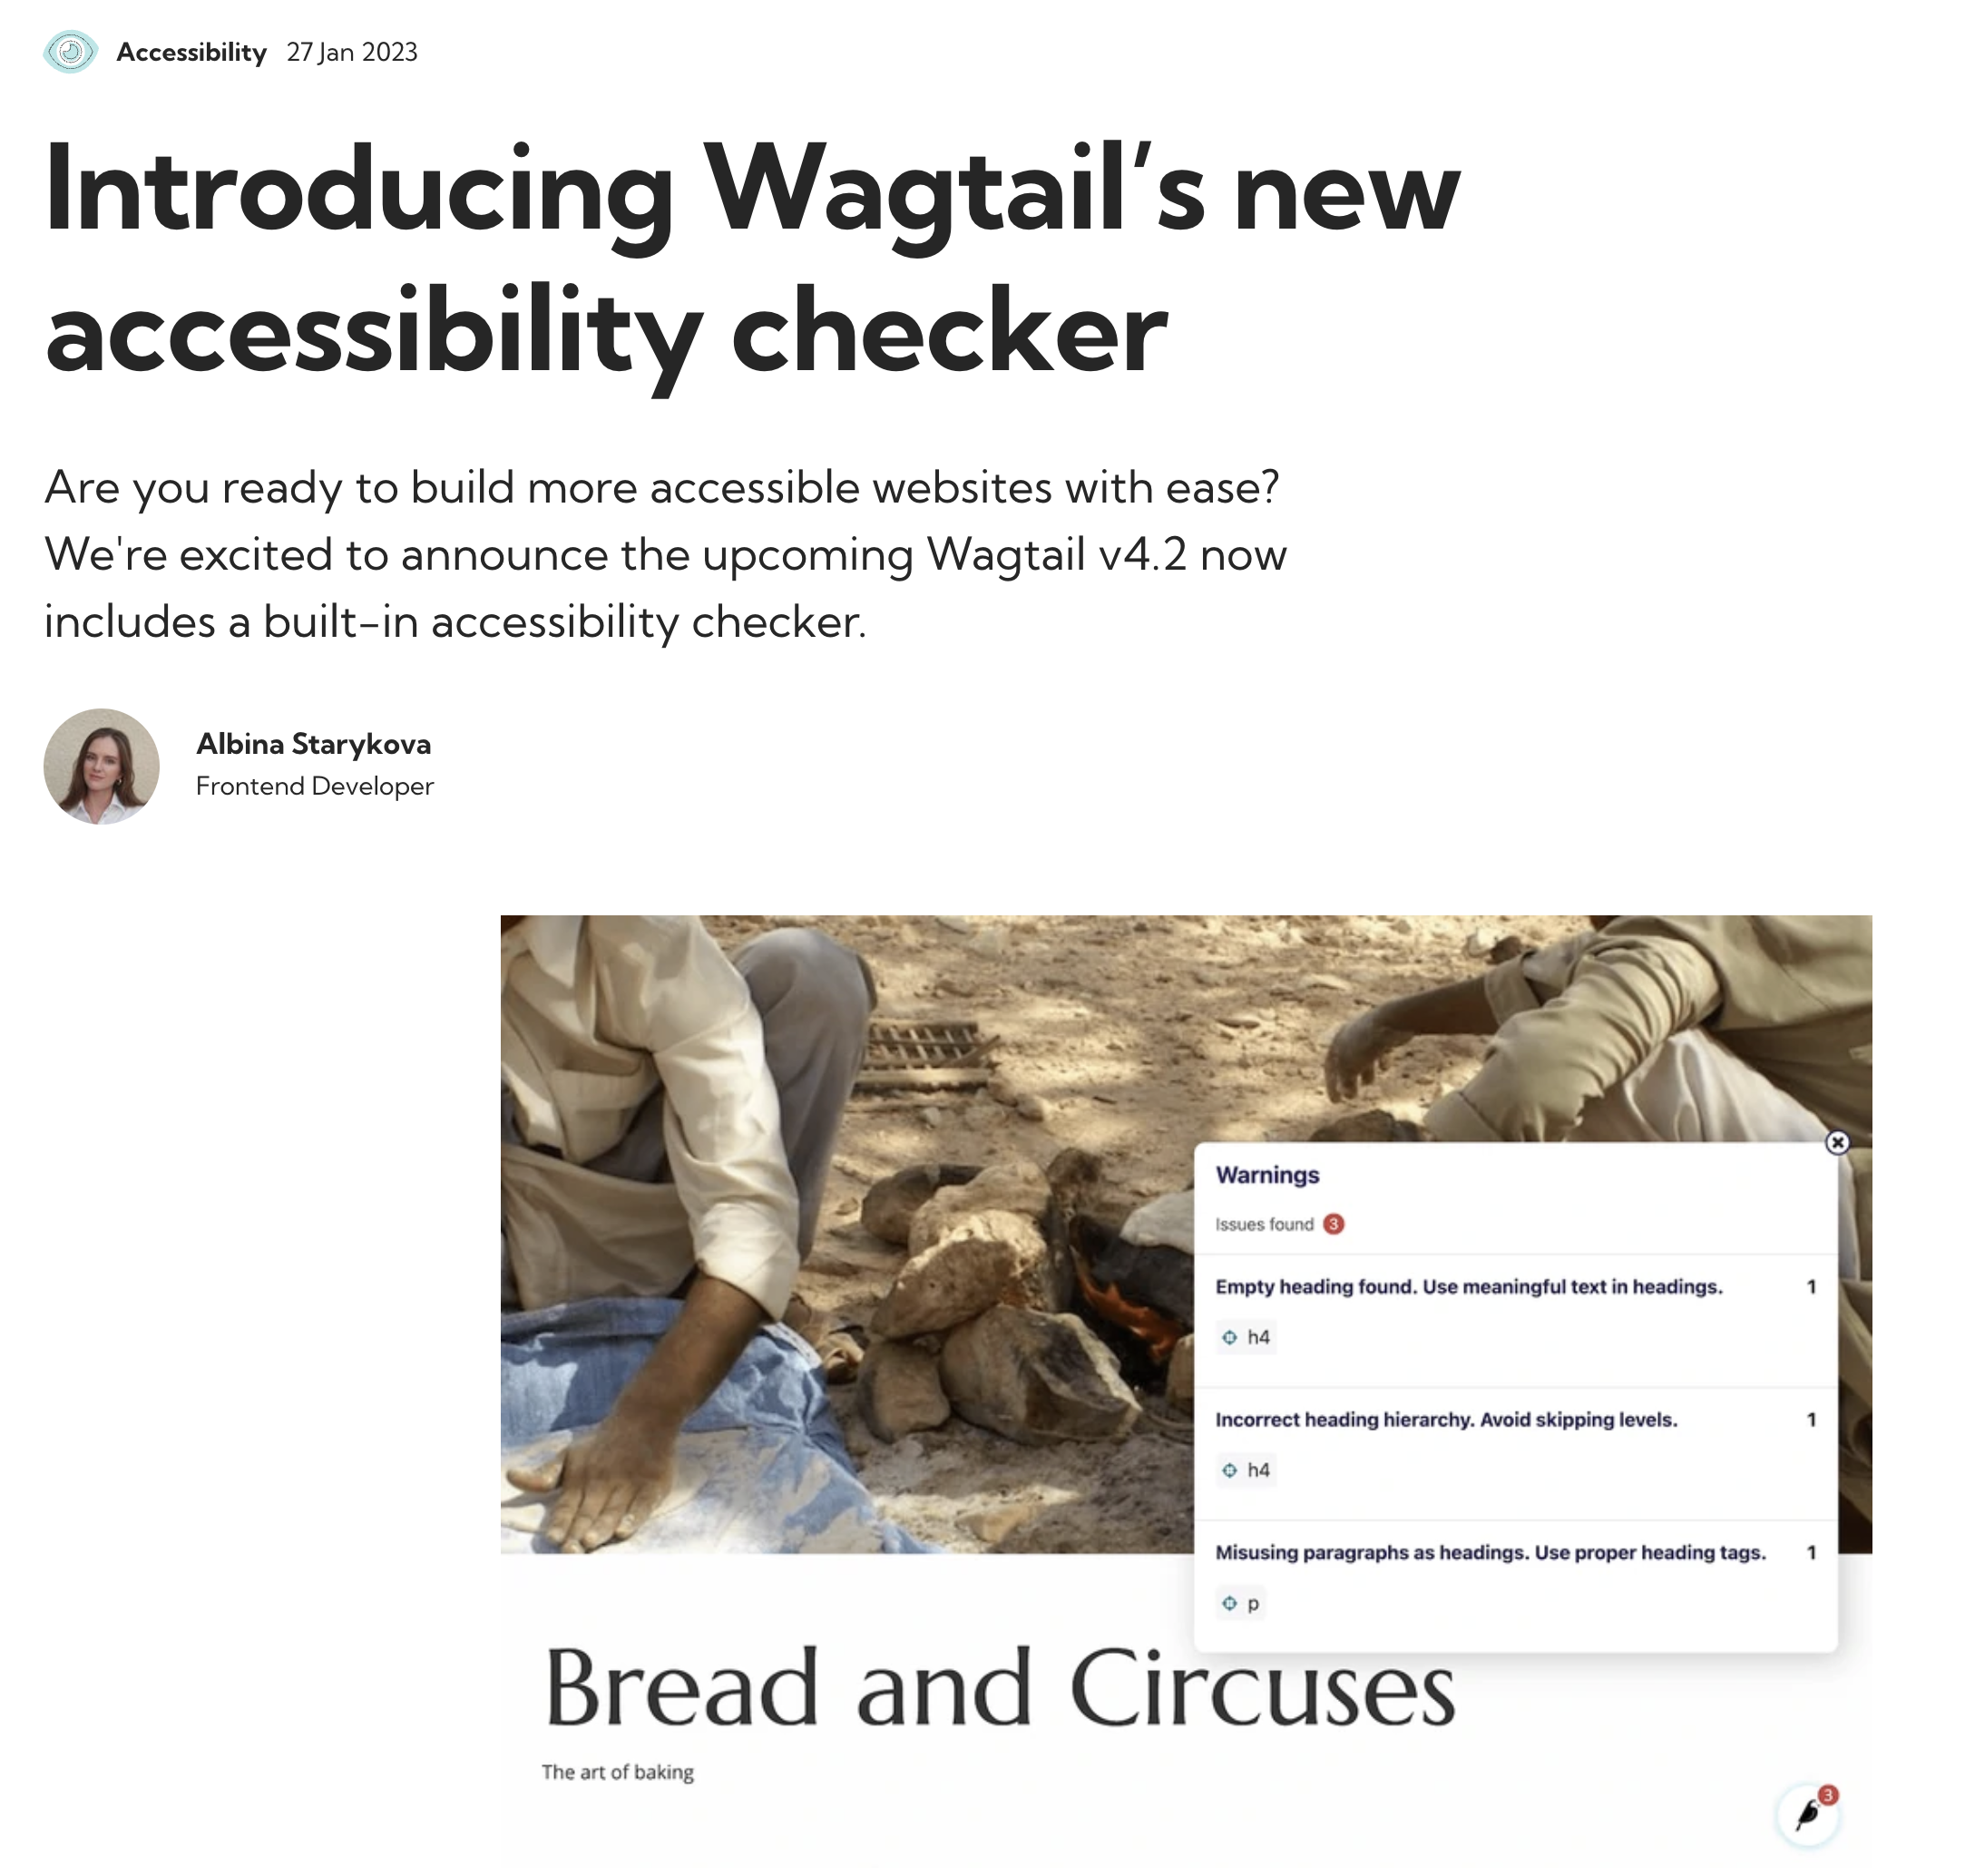 Accessibility 27 Jan 2023
Introducing Wagtail’s new
accessibility checker
Are you ready to build more accessible websites with ease?
We're excited to announce the upcoming Wagtail v4.2 now
includes a built-in accessibility checker.
Albina Starykova
Frontend Developer
Warnings
Issues found 3
Empty heading found. Use meaningful text in headings. 1
h4
Incorrect heading hierarchy. Avoid skipping levels. 1
h4
Misusing paragraphs as headings. Use proper heading tags. 1
p
Bread and Circuses
The art of baking
3